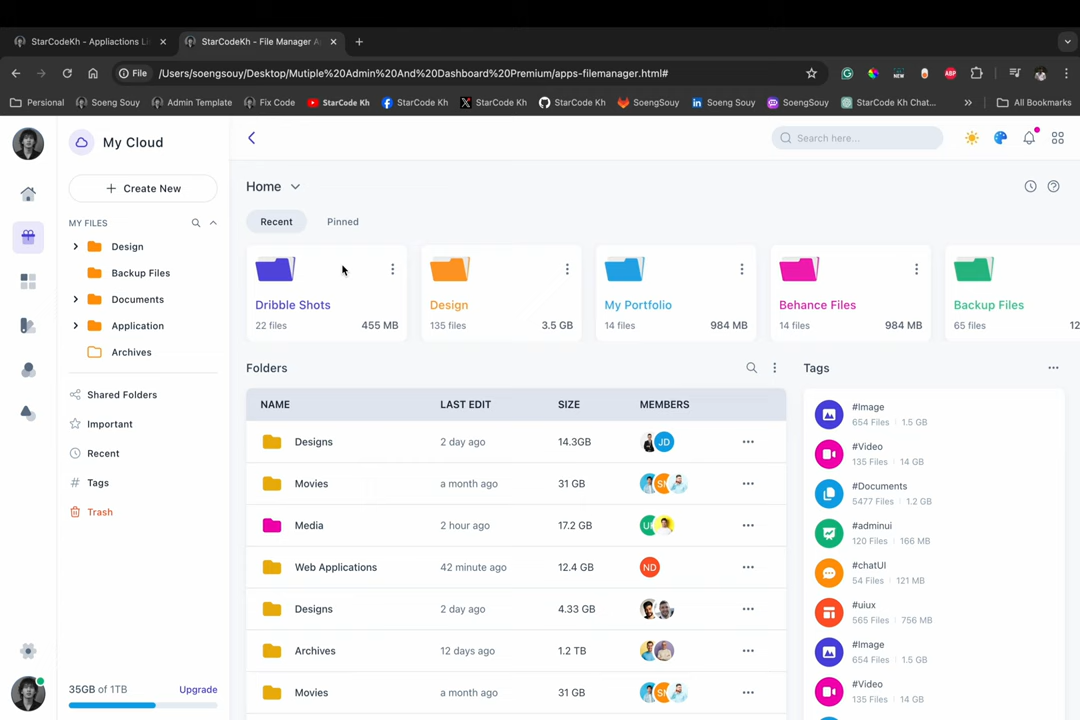 StarCodeKh - Appliactions Li
StarCodeKh - File Manager A
File
/Users/soengsouy/Desktop/Mutiple%20Admin%20And%20Dashboard%20Premium/apps-filemanager.html#
NEW
ABP
Personal
Soeng Souy
Admin Template
Fix Code
StarCode Kh
StarCode Kh
StarCode Kh
StarCode Kh
SoengSouy
Soeng Souy
SoengSouy
StarCode Kh Chat...
All Bookmarks
My Cloud
Search here...
Create New
MY FILES
Design
Backup Files
Documents
Application
Archives
Shared Folders
Important
Recent
Tags
Trash
35GB of 1TB
Upgrade
Home
Recent
Pinned
Dribble Shots
22 files
455 MB
Design
135 files
3.5 GB
My Portfolio
14 files
984 MB
Behance Files
14 files
984 MB
Backup Files
65 files
12
Folders
NAME LAST EDIT SIZE MEMBERS
Designs 2 day ago 14.3GB JD
Movies a month ago 31 GB
Media 2 hour ago 17.2 GB
Web Applications 42 minute ago 12.4 GB ND
Designs 2 day ago 4.33 GB
Archives 12 days ago 1.2 TB
Movies a month ago 31 GB
Tags
#Image
654 Files 1.5 GB
#Video
135 Files 14 GB
#Documents
5477 Files 1.2 GB
#adminui
120 Files 166 MB
#chatUI
54 Files 121 MB
#uiux
565 Files 756 MB
#Image
654 Files 1.5 GB
#Video
135 Files 14 GB